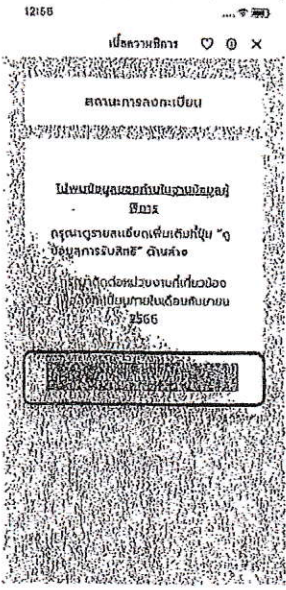 12:56
เบี้ยความพิการ
สถานะการลงทะเบียน
ไม่พบข้อมูลของท่านในฐานข้อมูลผู้
พิการ
กรุณาดูรายละเอียดเพิ่มเติมที่ปุ่ม “ดู
ข้อมูลการรับสิทธิ” ด้านล่าง
กรุณาติดต่อหน่วยงานที่เกี่ยวข้อง
ภายในเดือนกันยายน
2566